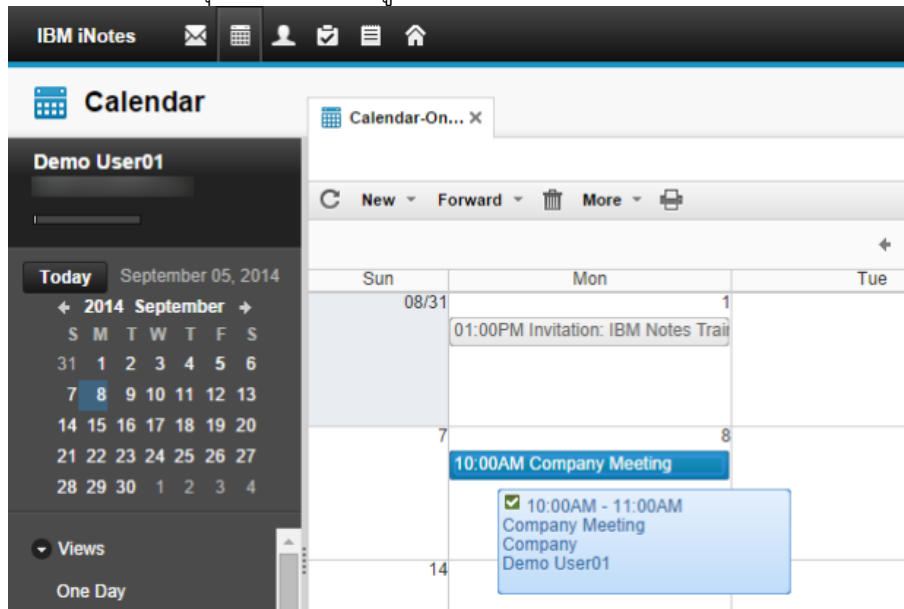 IBM iNotes
Calendar
Calendar-On...
Demo User01
New Forward More
Today September 05, 2014
2014 September
S M T W T F S
31 1 2 3 4 5 6
7 8 9 10 11 12 13
14 15 16 17 18 19 20
21 22 23 24 25 26 27
28 29 30 1 2 3 4
Views
One Day
Sun Mon Tue
08/31 1
01:00PM Invitation: IBM Notes Train
7 8
10:00AM Company Meeting
10:00AM - 11:00AM
Company Meeting
Company
Demo User01
14